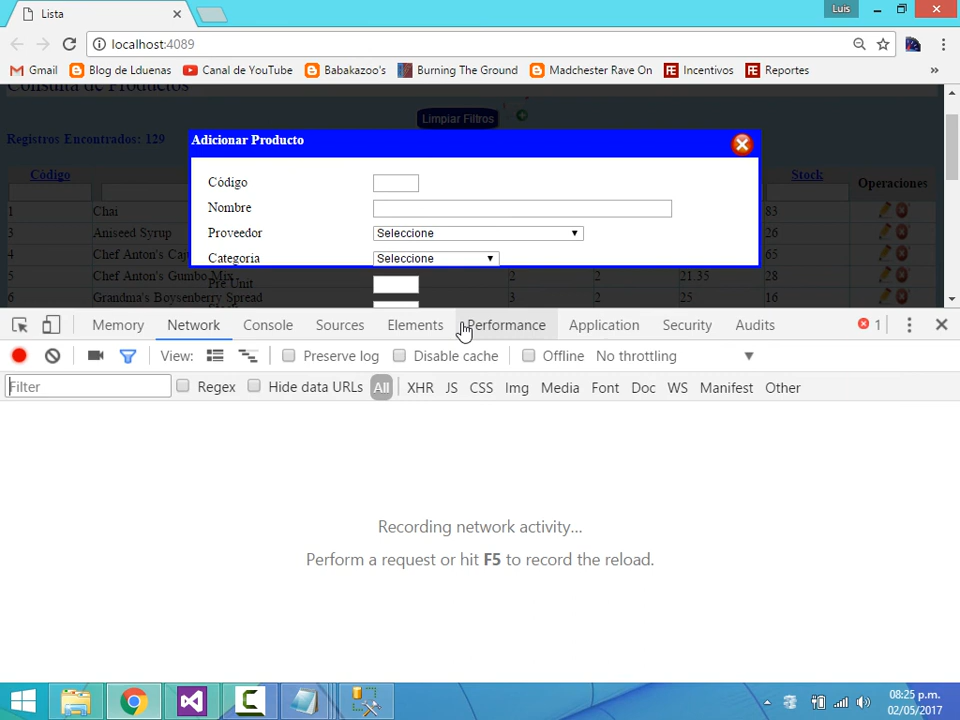 Lista
Luis
localhost:4089
Gmail
Blog de Lduenas
Canal de YouTube
Babakazoo's
Burning The Ground
Madchester Rave On
Incentivos
Reportes
»
Consulta de Productos
Limpiar Filtros
Registros Encontrados: 129
Adicionar Producto
Código
Stock
Operaciones
Código
Nombre
Proveedor
Seleccione
Categoria
Seleccione
Pre Unit
1 Chai 83
3 Aniseed Syrup 26
4 Chef Anton's Caju 65
5 Chef Anton's Gumbo Mix 2 2 21.35 28
6 Grandma's Boysenberry Spread 3 2 25 16
Memory Network Console Sources Elements Performance Application Security Audits 1
View: Preserve log Disable cache Offline No throttling
Filter Regex Hide data URLs All XHR JS CSS Img Media Font Doc WS Manifest Other
Recording network activity…
Perform a request or hit F5 to record the reload.
08:25 p.m.
02/05/2017